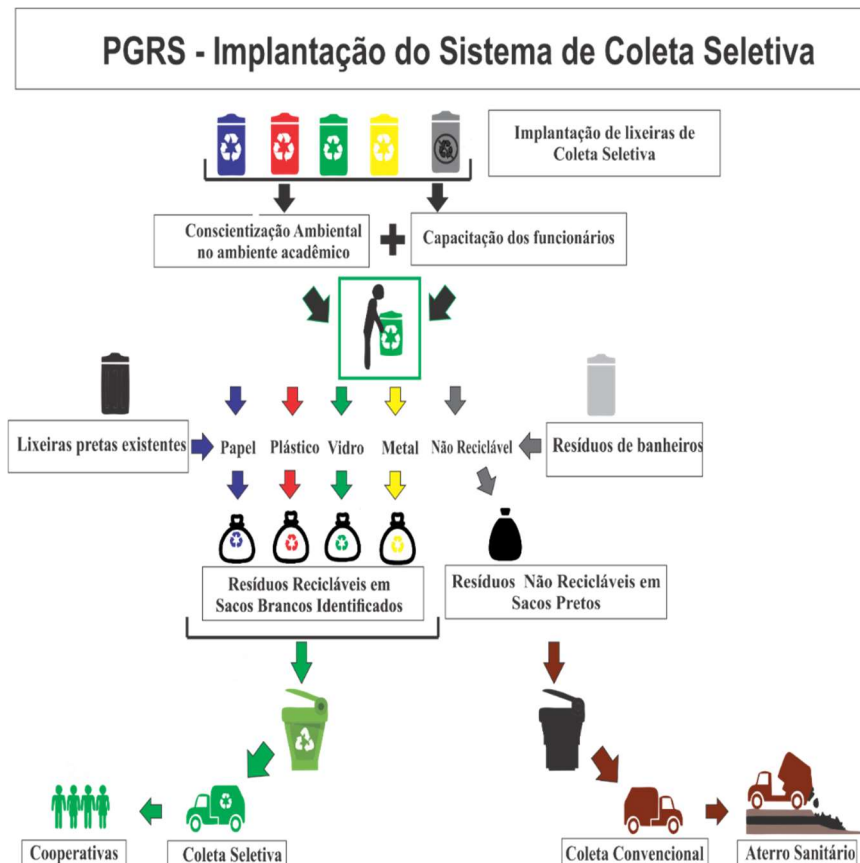 PGRS - Implantação do Sistema de Coleta Seletiva
Implantação de lixeiras de
Coleta Seletiva
Conscientização Ambiental
no ambiente acadêmico
Capacitação dos funcionários
Lixeiras pretas existentes
Papel
Plástico
Vidro
Metal
Não Reciclável
Resíduos de banheiros
Resíduos Recicláveis em
Sacos Brancos Identificados
Resíduos Não Recicláveis em
Sacos Pretos
Cooperativas
Coleta Seletiva
Coleta Convencional
Aterro Sanitário